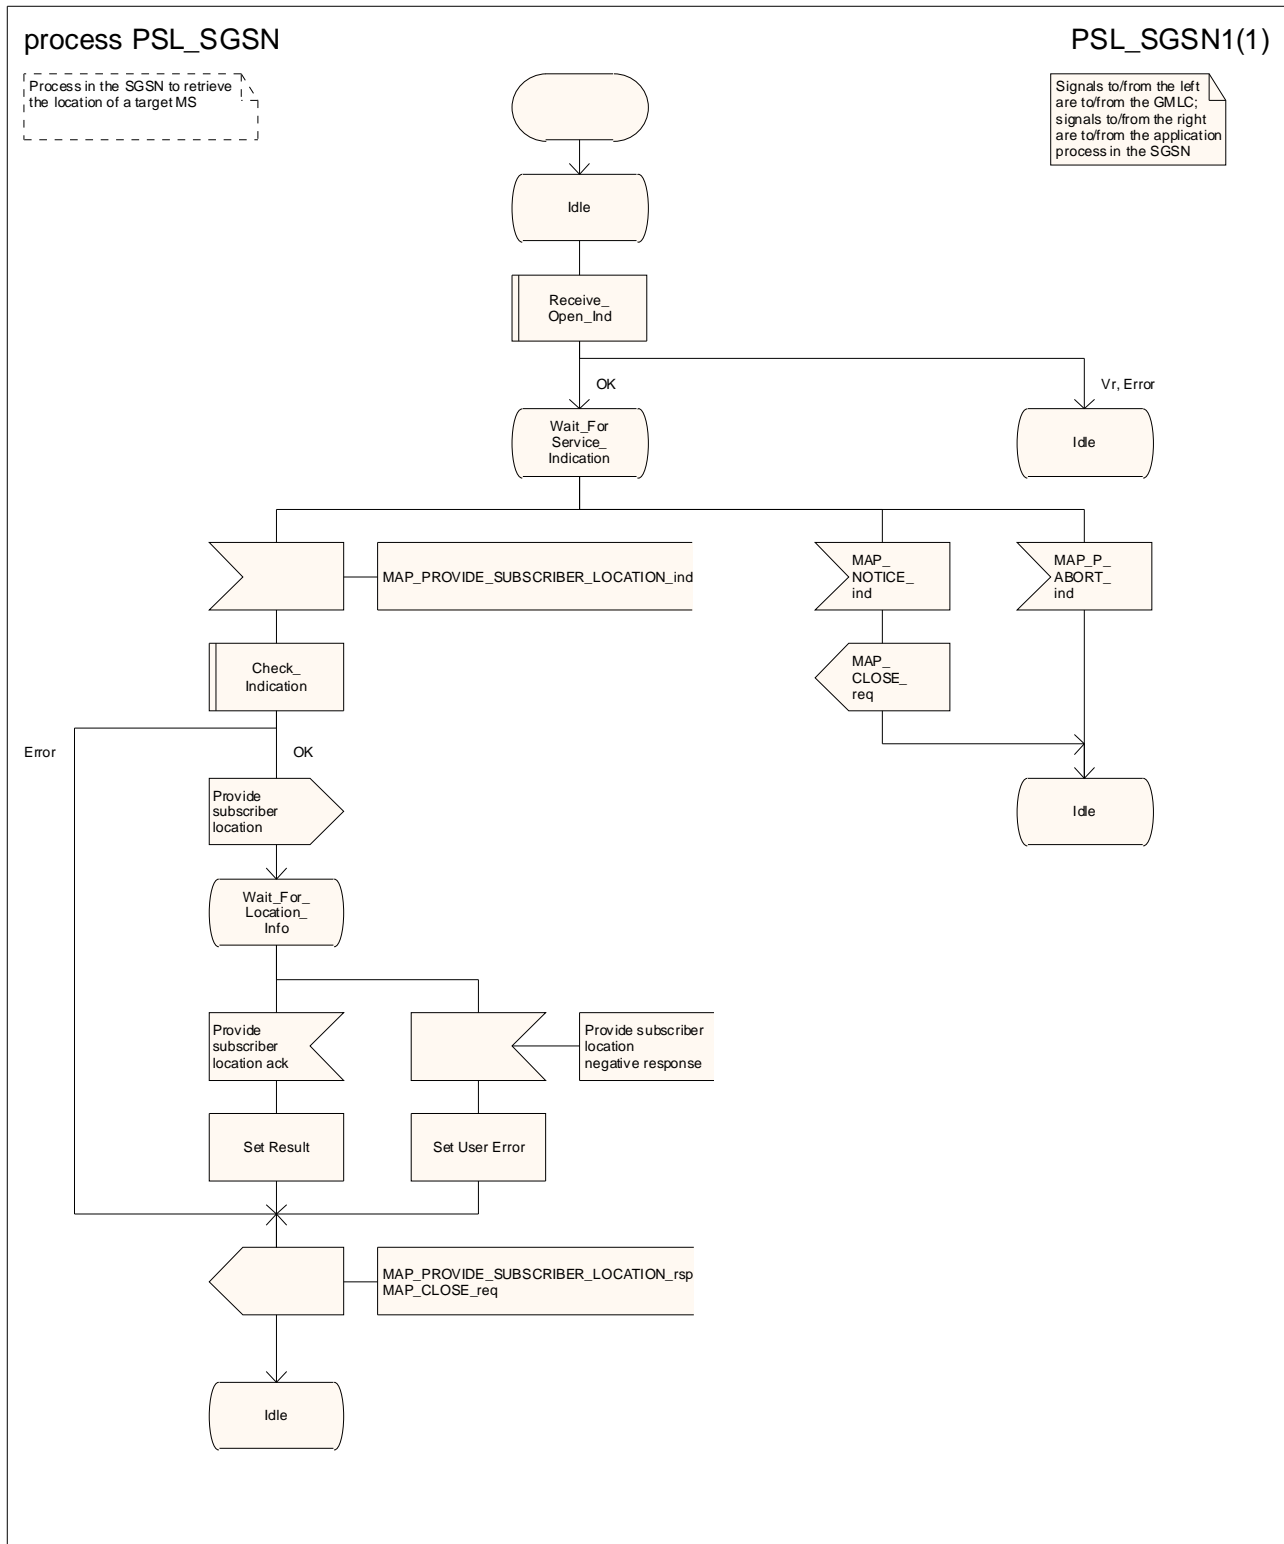 process PSL_SGSN
PSL_SGSN1(1)
Process in the SGSN to retrieve
the location of a target MS
Signals to/from the left
are to/from the GMLC;
signals to/from the right
are to/from the application
process in the SGSN
Idle
Receive_
Open_Ind
OK
Vr, Error
Wait_For
Service_
Indication
Idle
MAP_PROVIDE_SUBSCRIBER_LOCATION_ind
MAP_
NOTICE_
ind
MAP_P_
ABORT_
ind
Check_
Indication
MAP_
CLOSE_
req
Error
OK
Provide
subscriber
location
Idle
Wait_For_
Location_
Info
Provide
subscriber
location ack
Provide subscriber
location
negative response
Set Result
Set User Error
MAP_PROVIDE_SUBSCRIBER_LOCATION_rsp
MAP_CLOSE_req
Idle